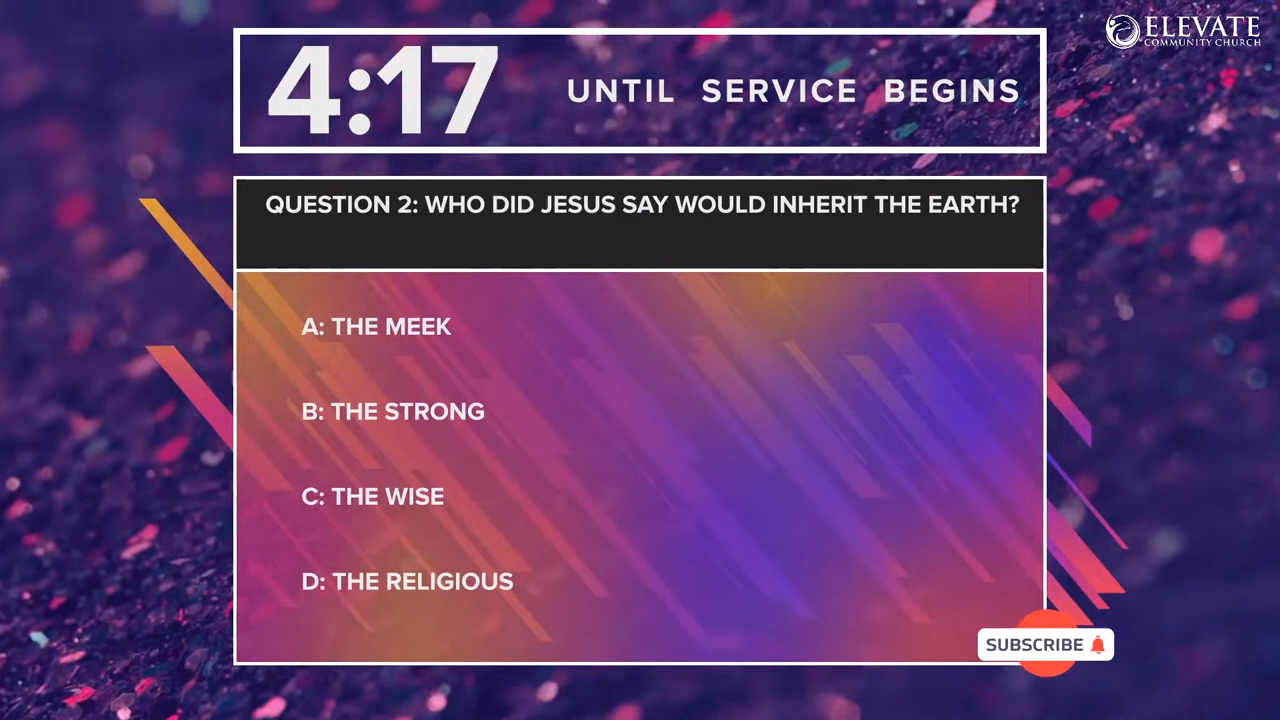 ELEVATE
COMMUNITY CHURCH
4:17 UNTIL SERVICE BEGINS
QUESTION 2: WHO DID JESUS SAY WOULD INHERIT THE EARTH?
A: THE MEEK
B: THE STRONG
C: THE WISE
D: THE RELIGIOUS
SUBSCRIBE